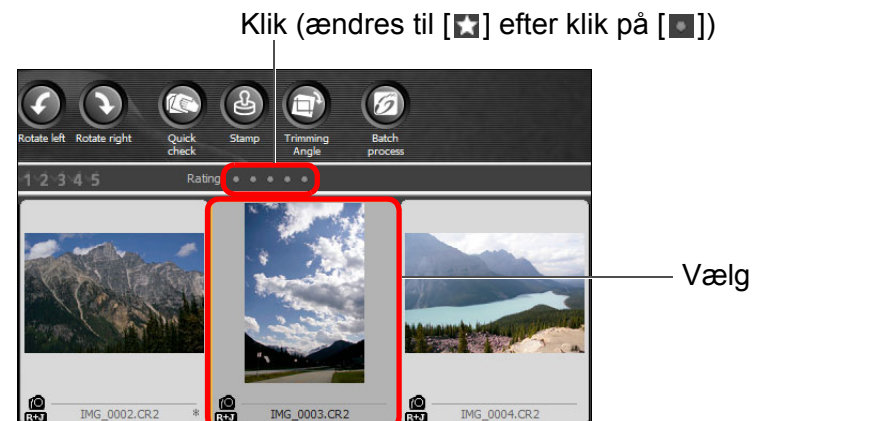 Klik (ændres til [★] efter klik på [•])
Rotate left Rotate right Quick check Stamp Trimming Angle Batch process
1 2 3 4 5 Rating
Vælg
R+J IMG_0002.CR2 * R+J IMG_0003.CR2 R+J IMG_0004.CR2